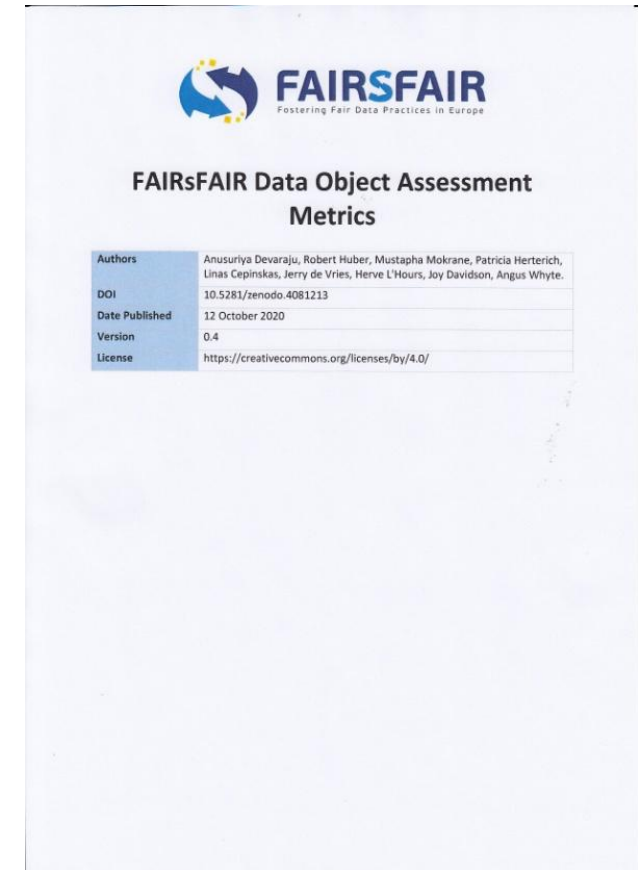 FAIRSFAIR
Fostering Fair Data Practices in Europe
FAIRsFAIR Data Object Assessment
Metrics
Authors
Anusuriya Devaraju, Robert Huber, Mustapha Mokrane, Patricia Herterich,
Linas Cepinskas, Jerry de Vries, Herve L'Hours, Joy Davidson, Angus Whyte.
DOI
10.5281/zenodo.4081213
Date Published
12 October 2020
Version
0.4
License
https://creativecommons.org/licenses/by/4.0/